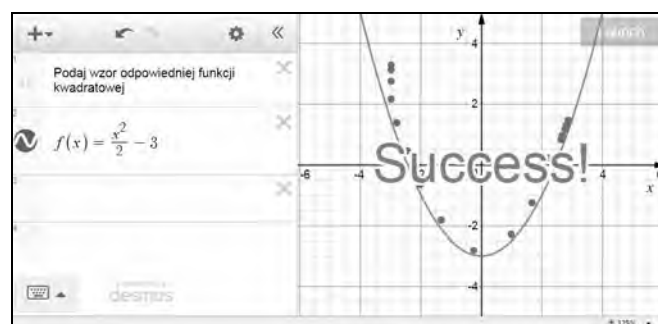 Podaj wzor odpowiedniej funkcji
kwadratowej
f(x) = x²/2 − 3
desmos
y
4
2
-6
-4
4
x
-2
-4
Success!